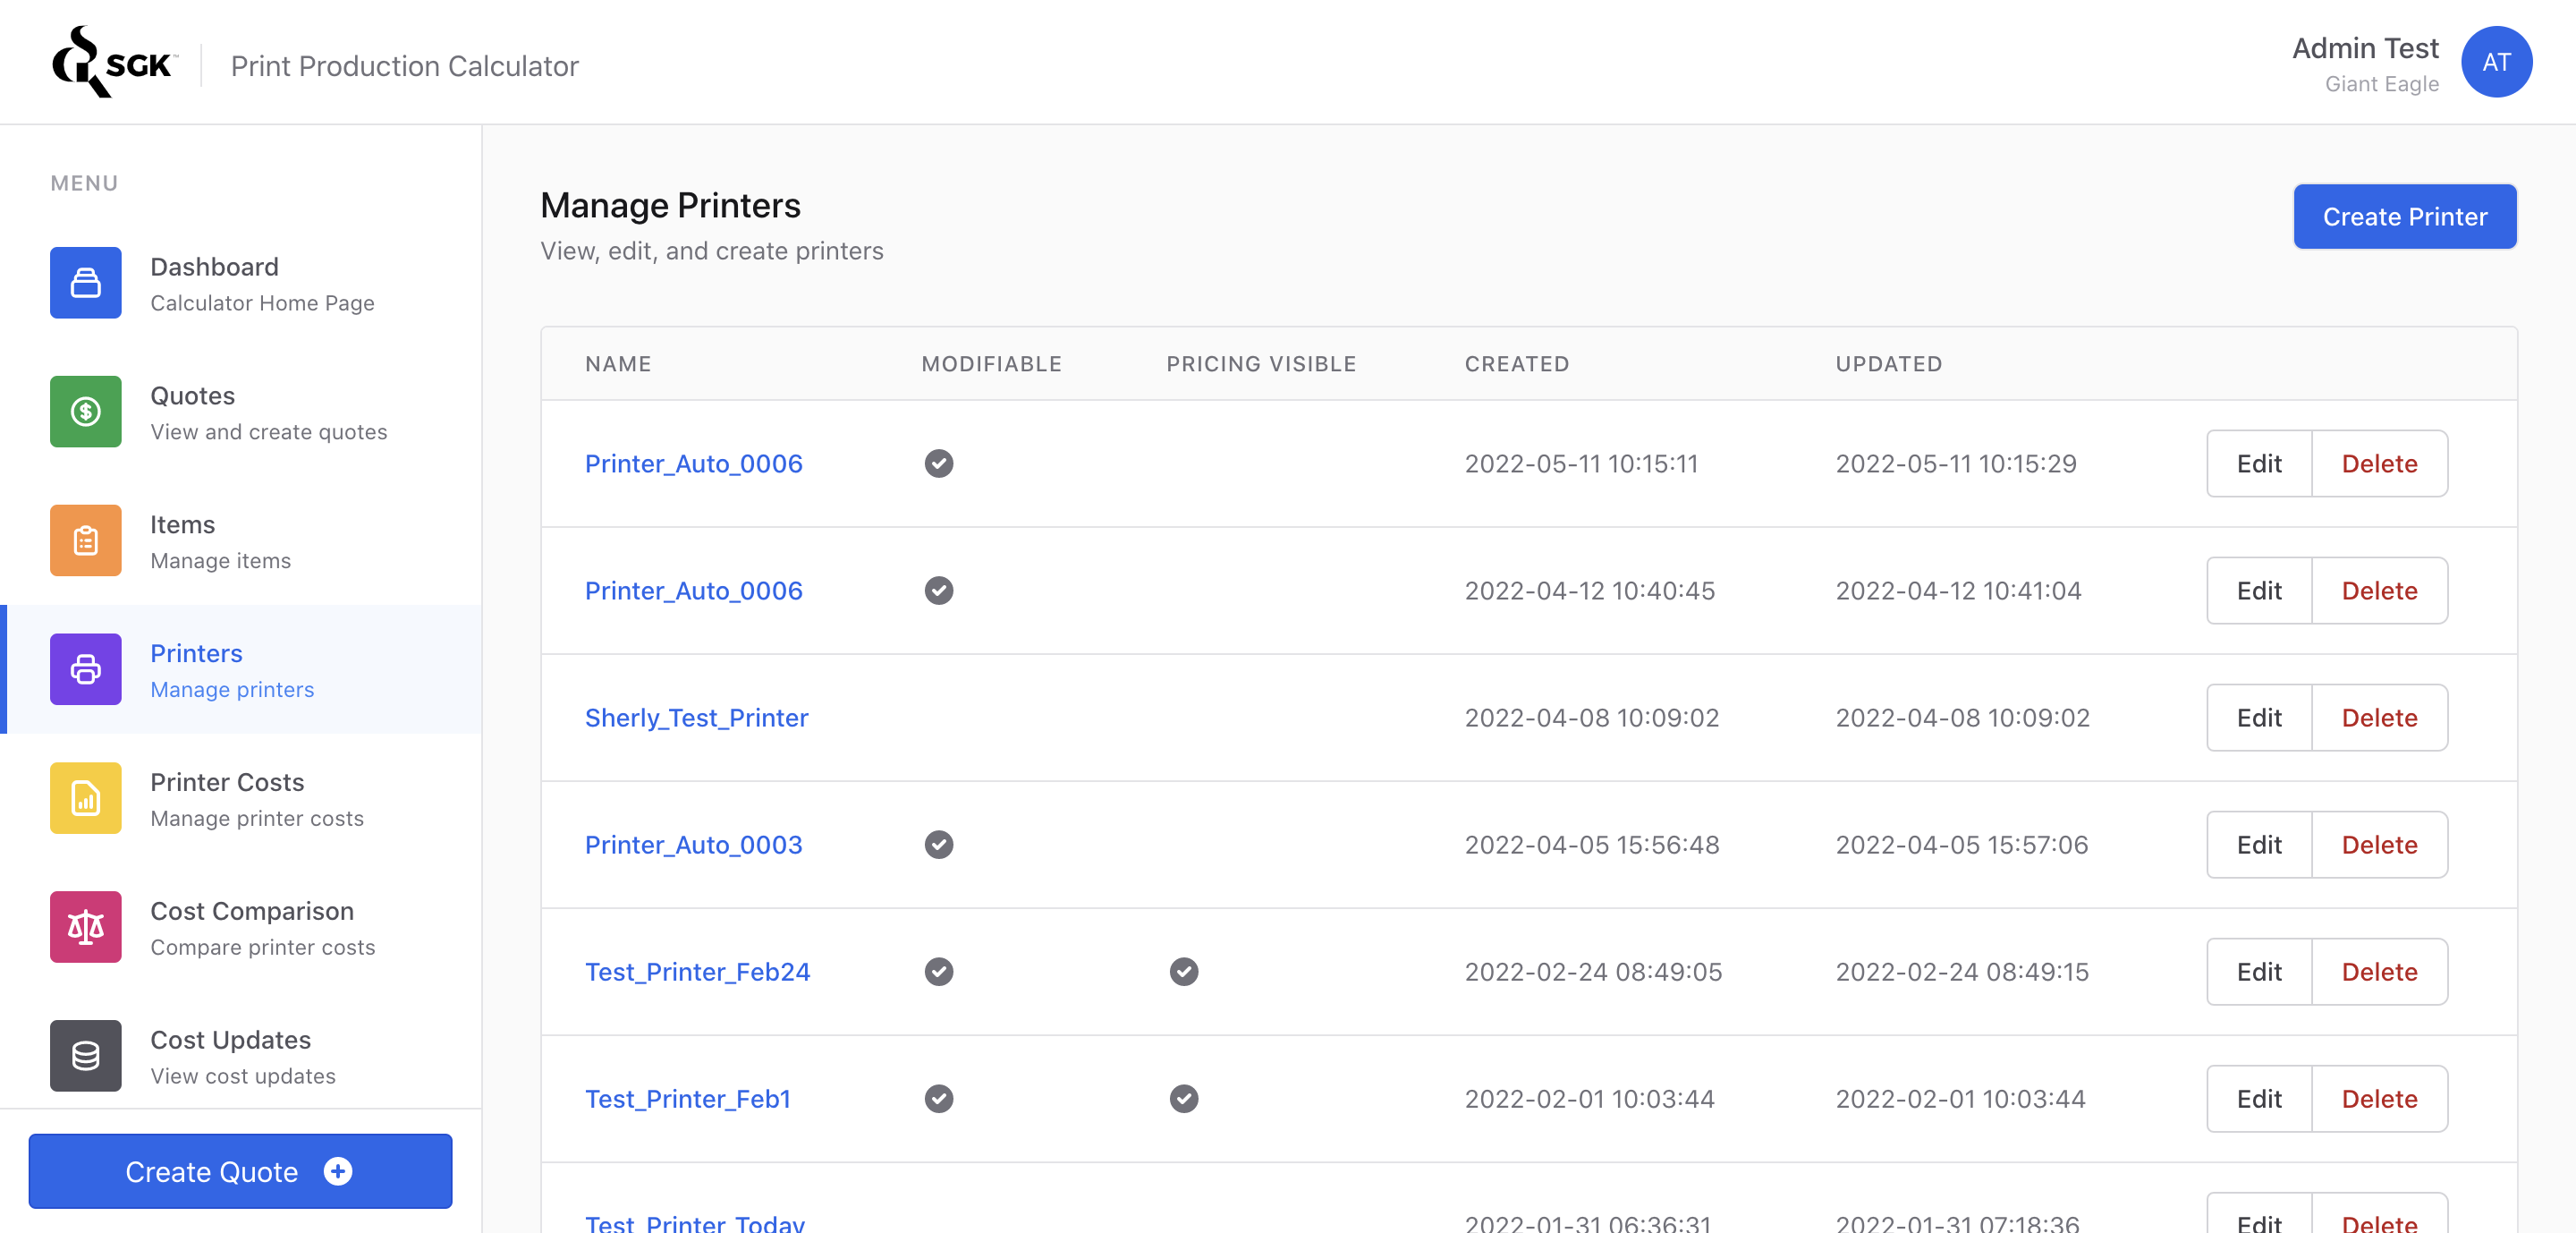 SGK™
Print Production Calculator
Admin Test
Giant Eagle
AT
MENU
Dashboard
Calculator Home Page
Quotes
View and create quotes
Items
Manage items
Printers
Manage printers
Printer Costs
Manage printer costs
Cost Comparison
Compare printer costs
Cost Updates
View cost updates
Create Quote
Manage Printers
View, edit, and create printers
Create Printer
NAME MODIFIABLE PRICING VISIBLE CREATED UPDATED
Printer_Auto_0006 2022-05-11 10:15:11 2022-05-11 10:15:29 Edit Delete
Printer_Auto_0006 2022-04-12 10:40:45 2022-04-12 10:41:04 Edit Delete
Sherly_Test_Printer 2022-04-08 10:09:02 2022-04-08 10:09:02 Edit Delete
Printer_Auto_0003 2022-04-05 15:56:48 2022-04-05 15:57:06 Edit Delete
Test_Printer_Feb24 2022-02-24 08:49:05 2022-02-24 08:49:15 Edit Delete
Test_Printer_Feb1 2022-02-01 10:03:44 2022-02-01 10:03:44 Edit Delete
Test_Printer_Today 2022-01-31 06:36:31 2022-01-31 07:18:36 Edit Delete